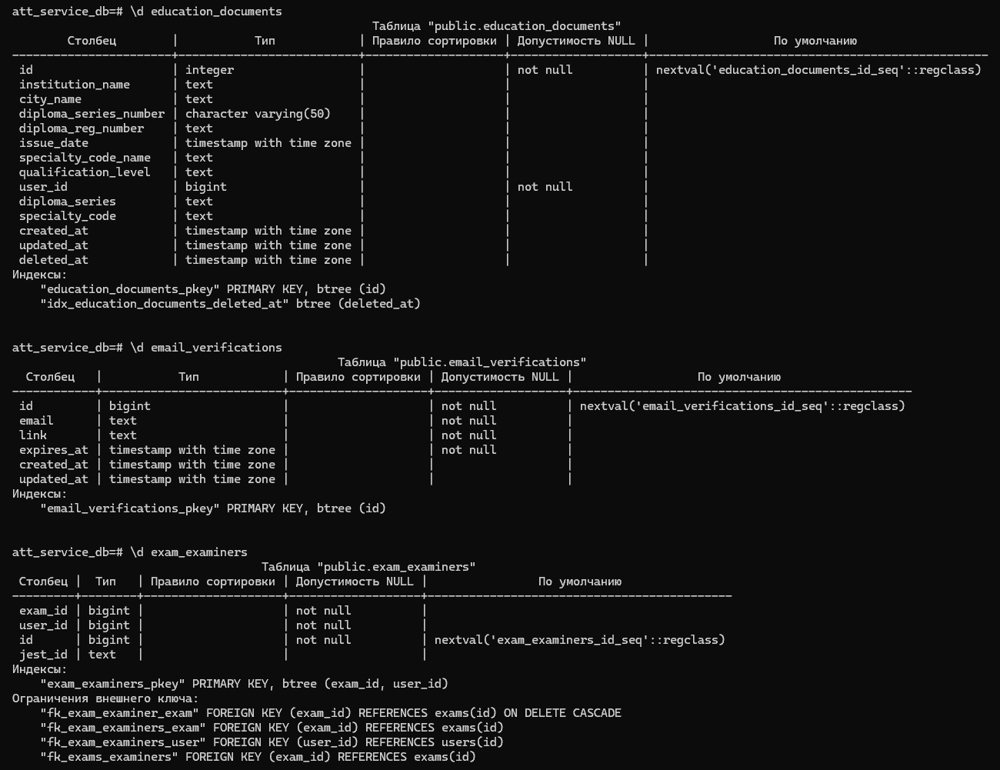 att_service_db=# \d education_documents
Таблица "public.education_documents"
Столбец | Тип | Правило сортировки | Допустимость NULL | По умолчанию
-----------------------+--------------------------+--------------------+-------------------+-------------------------------------------------
id | integer | | not null | nextval('education_documents_id_seq'::regclass)
institution_name | text | | |
city_name | text | | |
diploma_series_number | character varying(50) | | |
diploma_reg_number | text | | |
issue_date | timestamp with time zone | | |
specialty_code_name | text | | |
qualification_level | text | | |
user_id | bigint | | not null |
diploma_series | text | | |
specialty_code | text | | |
created_at | timestamp with time zone | | |
updated_at | timestamp with time zone | | |
deleted_at | timestamp with time zone | | |
Индексы:
"education_documents_pkey" PRIMARY KEY, btree (id)
"idx_education_documents_deleted_at" btree (deleted_at)
att_service_db=# \d email_verifications
Таблица "public.email_verifications"
Столбец | Тип | Правило сортировки | Допустимость NULL | По умолчанию
------------+--------------------------+--------------------+-------------------+-------------------------------------------------
id | bigint | | not null | nextval('email_verifications_id_seq'::regclass)
email | text | | not null |
link | text | | not null |
expires_at | timestamp with time zone | | not null |
created_at | timestamp with time zone | | |
updated_at | timestamp with time zone | | |
Индексы:
"email_verifications_pkey" PRIMARY KEY, btree (id)
att_service_db=# \d exam_examiners
Таблица "public.exam_examiners"
Столбец | Тип | Правило сортировки | Допустимость NULL | По умолчанию
---------+--------+--------------------+-------------------+--------------------------------------------
exam_id | bigint | | not null |
user_id | bigint | | not null |
id | bigint | | not null | nextval('exam_examiners_id_seq'::regclass)
jest_id | text | | |
Индексы:
"exam_examiners_pkey" PRIMARY KEY, btree (exam_id, user_id)
Ограничения внешнего ключа:
"fk_exam_examiner_exam" FOREIGN KEY (exam_id) REFERENCES exams(id) ON DELETE CASCADE
"fk_exam_examiners_exam" FOREIGN KEY (exam_id) REFERENCES exams(id)
"fk_exam_examiners_user" FOREIGN KEY (user_id) REFERENCES users(id)
"fk_exams_examiners" FOREIGN KEY (exam_id) REFERENCES exams(id)